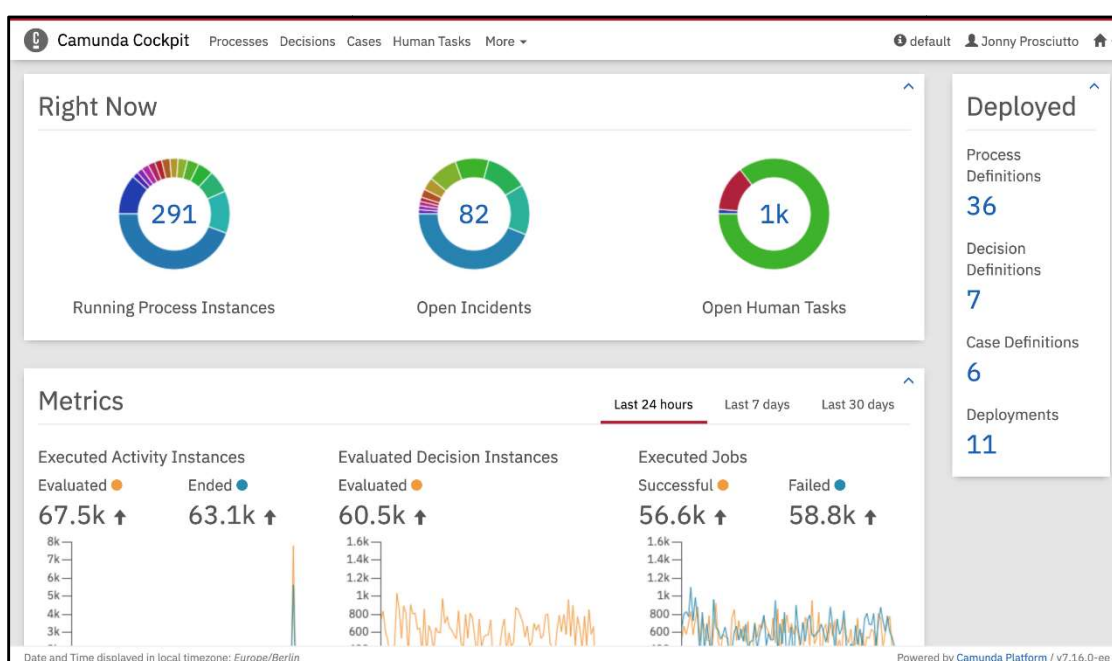 Camunda Cockpit Processes Decisions Cases Human Tasks More default Jonny Prosciutto
Right Now
291
82
1k
Running Process Instances
Open Incidents
Open Human Tasks
Deployed
Process
Definitions
36
Decision
Definitions
7
Case Definitions
6
Deployments
11
Metrics
Last 24 hours Last 7 days Last 30 days
Executed Activity Instances
Evaluated Ended
67.5k 63.1k
8k
7k
6k
5k
4k
3k
Evaluated Decision Instances
Evaluated
60.5k
1.6k
1.4k
1.2k
1k
800
600
Executed Jobs
Successful Failed
56.6k 58.8k
1.6k
1.4k
1.2k
1k
800
600
Date and Time displayed in local timezone: Europe/Berlin
Powered by Camunda Platform / v7.16.0-ee